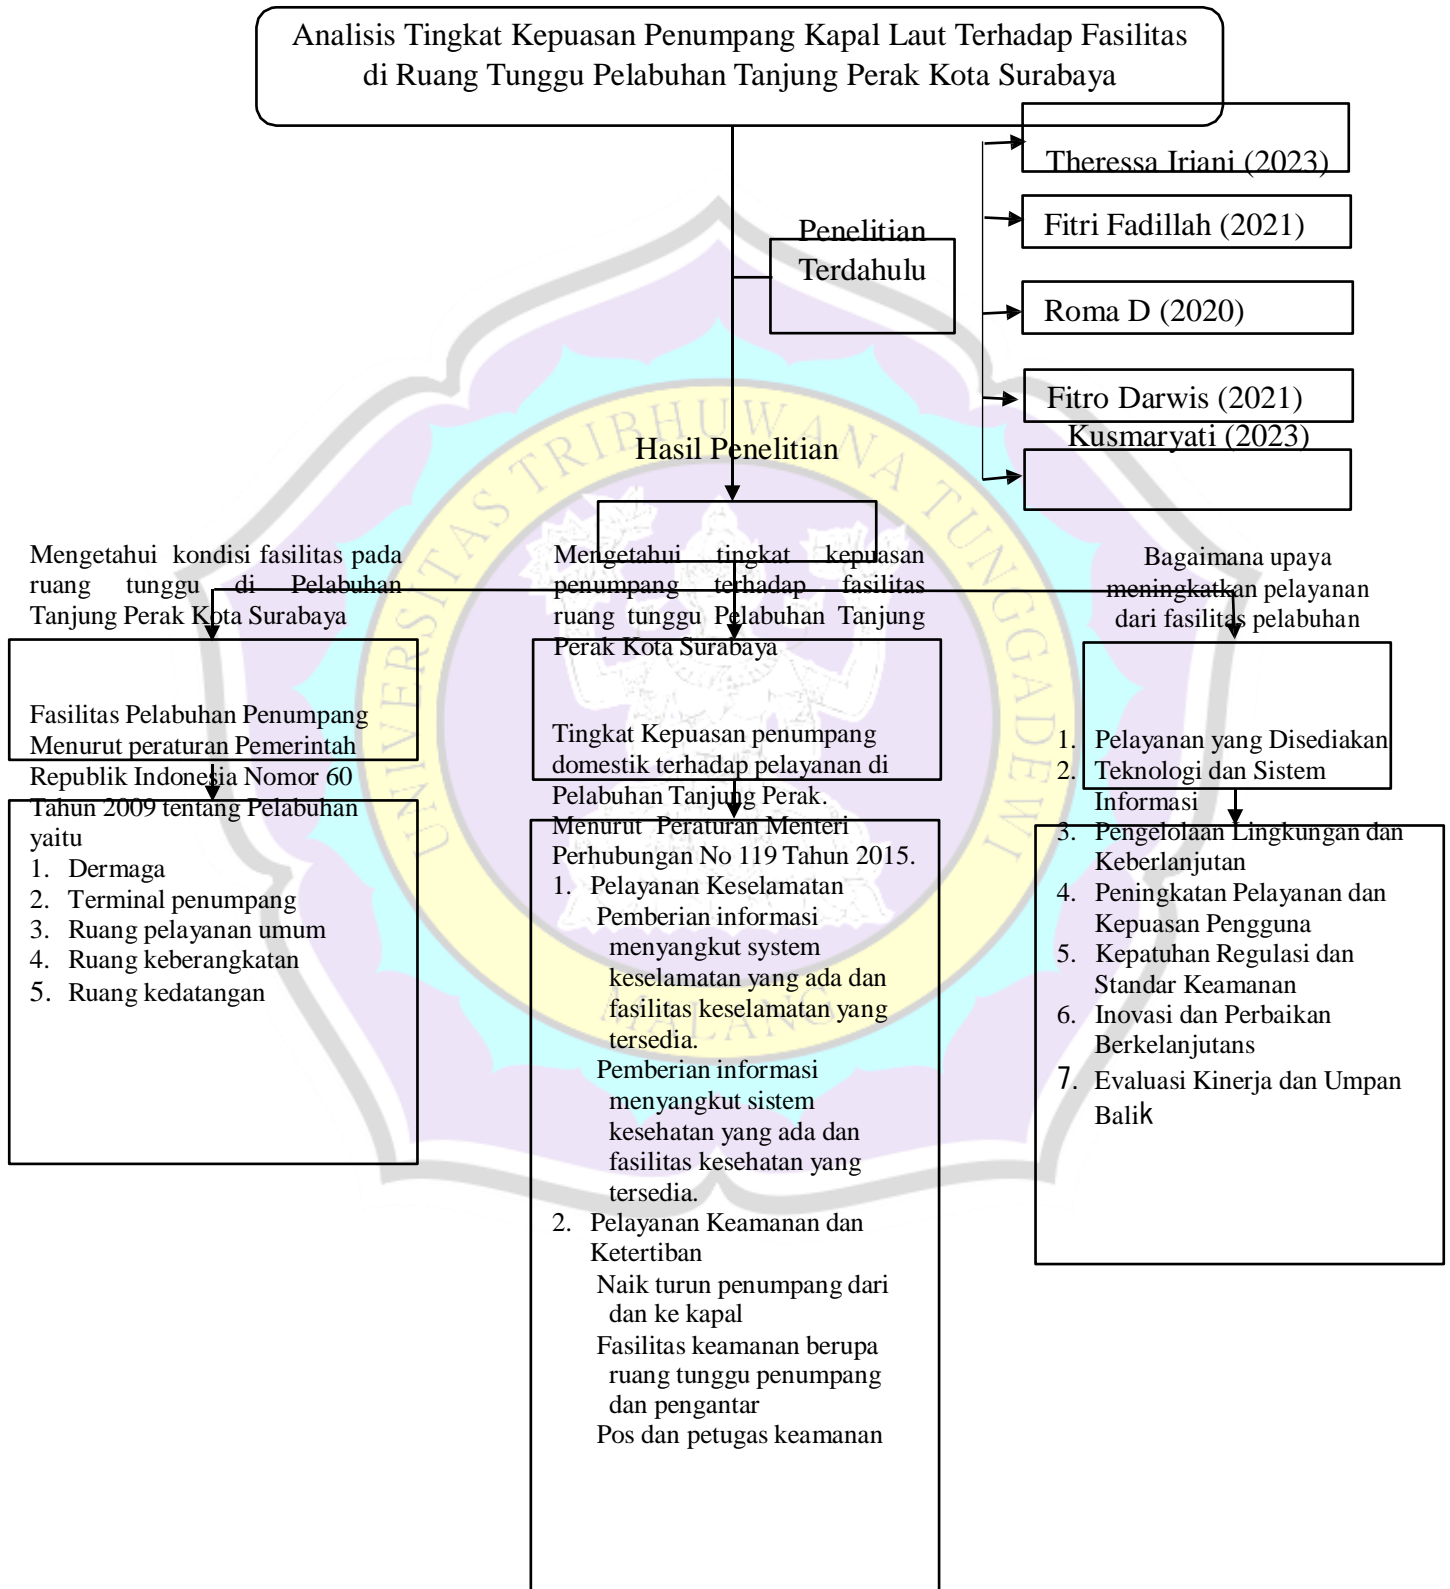 Analisis Tingkat Kepuasan Penumpang Kapal Laut Terhadap Fasilitas
di Ruang Tunggu Pelabuhan Tanjung Perak Kota Surabaya
Penelitian
Terdahulu
Theressa Iriani (2023)
Fitri Fadillah (2021)
Roma D (2020)
Fitro Darwis (2021)
Kusmaryati (2023)
Hasil Penelitian
Mengetahui kondisi fasilitas pada
ruang tunggu di Pelabuhan
Tanjung Perak Kota Surabaya
Fasilitas Pelabuhan Penumpang
Menurut peraturan Pemerintah
Republik Indonesia Nomor 60
Tahun 2009 tentang Pelabuhan
yaitu
1. Dermaga
2. Terminal penumpang
3. Ruang pelayanan umum
4. Ruang keberangkatan
5. Ruang kedatangan
Mengetahui tingkat kepuasan
penumpang terhadap fasilitas
ruang tunggu Pelabuhan Tanjung
Perak Kota Surabaya
Tingkat Kepuasan penumpang
domestik terhadap pelayanan di
Pelabuhan Tanjung Perak.
Menurut Peraturan Menteri
Perhubungan No 119 Tahun 2015.
1. Pelayanan Keselamatan
Pemberian informasi
menyangkut system
keselamatan yang ada dan
fasilitas keselamatan yang
tersedia.
Pemberian informasi
menyangkut sistem
kesehatan yang ada dan
fasilitas kesehatan yang
tersedia.
2. Pelayanan Keamanan dan
Ketertiban
Naik turun penumpang dari
dan ke kapal
Fasilitas keamanan berupa
ruang tunggu penumpang
dan pengantar
Pos dan petugas keamanan
Bagaimana upaya
meningkatkan pelayanan
dari fasilitas pelabuhan
1. Pelayanan yang Disediakan
2. Teknologi dan Sistem
Informasi
3. Pengelolaan Lingkungan dan
Keberlanjutan
4. Peningkatan Pelayanan dan
Kepuasan Pengguna
5. Kepatuhan Regulasi dan
Standar Keamanan
6. Inovasi dan Perbaikan
Berkelanjutans
7. Evaluasi Kinerja dan Umpan
Balik
UNIVERSITAS TRIBHUWANA TUNGGADEWI
MALANG